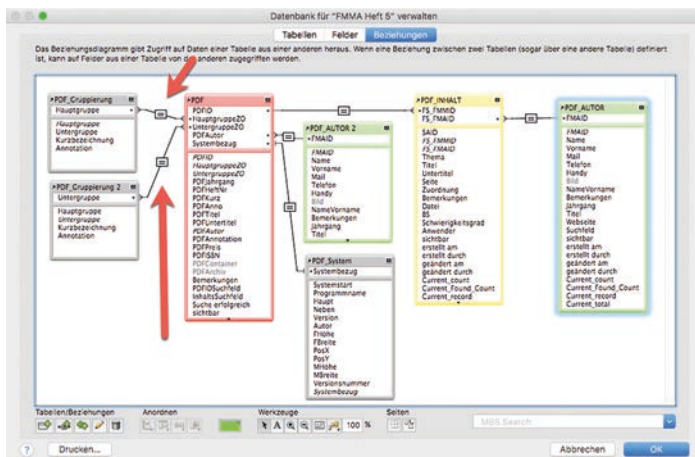 Datenbank für "FMMA Heft 5" verwalten
Tabellen Felder Beziehungen
Das Beziehungsdiagramm gibt Zugriff auf Daten einer Tabelle aus einer anderen heraus. Wenn eine Beziehung zwischen zwei Tabellen (sogar über eine andere Tabelle) definiert
ist, kann auf Felder aus einer Tabelle von der anderen zugegriffen werden.
PDF_Gruppierung
Hauptgruppe
Hauptgruppe
Untergruppe
Kurzbezeichnung
Annotation
PDF_Gruppierung 2
Untergruppe
Hauptgruppe
Untergruppe
Kurzbezeichnung
Annotation
PDF
PDFID
HauptgruppeZO
UntergruppeZO
PDFAutor
Systembezug
PDFID
HauptgruppeZO
UntergruppeZO
PDFJahrgang
PDFHeftNr
PDFKurz
PDFAnno
PDFTitel
PDFUntertitel
PDFAutor
PDFAnnotation
PDFPreis
PDFISBN
PDFContainer
PDFArchiv
Bemerkungen
PDFIDSuchfeld
InhaltsSuchfeld
Suche erfolgreich
sichtbar
PDF_AUTOR 2
FMAID
FMAID
Name
Vorname
Mail
Telefon
Handy
Bild
NameVorname
Bemerkungen
Jahrgang
Titel
PDF_System
Systembezug
Systemstart
Programmname
Haupt
Neben
Version
Autor
FHöhe
FBreite
PosX
PosY
MHöhe
MBreite
Versionsnummer
Systembezug
PDF_INHALT
FS_FMMID
FS_FMAID
SAID
FS_FMMID
FS_FMAID
Thema
Titel
Untertitel
Seite
Zuordnung
Bemerkungen
Datei
BS
Schwierigkeitsgrad
Anwender
sichtbar
erstellt am
erstellt durch
geändert am
geändert durch
Current_count
Current_Found_Count
Current_record
PDF_AUTOR
FMAID
FMAID
Name
Vorname
Mail
Telefon
Handy
Bild
NameVorname
Bemerkungen
Jahrgang
Titel
Webseite
Suchfeld
sichtbar
erstellt am
erstellt durch
geändert am
geändert durch
Current_count
Current_Found_Count
Current_record
Current_total
Tabellen/Beziehungen Anordnen Werkzeuge Seiten
A 100 % MBS.Search
? Drucken... Abbrechen OK